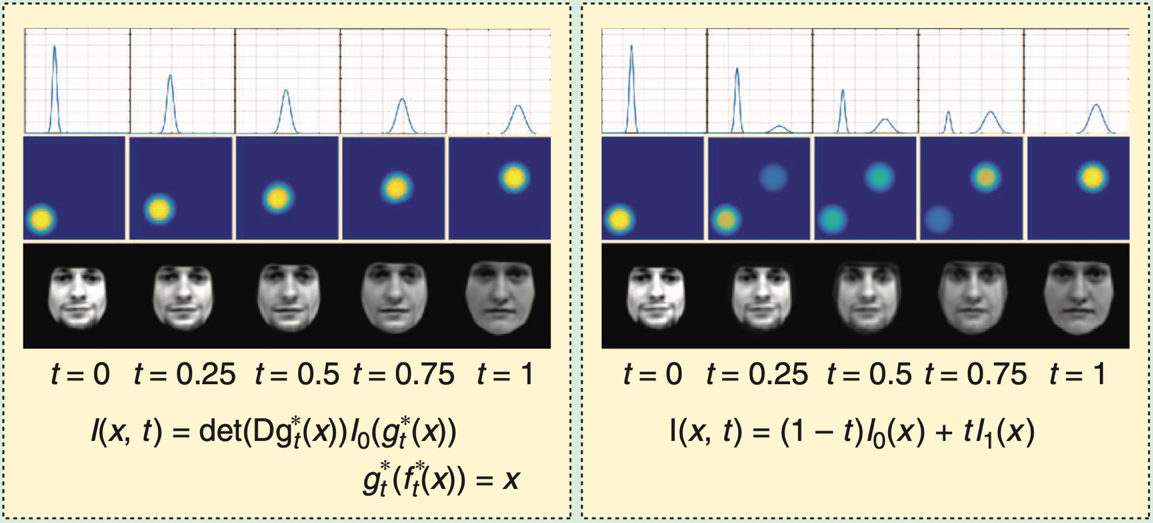 t = 0 t = 0.25 t = 0.5 t = 0.75 t = 1
I(x, t) = det(Dg*t(x))I0(g*t(x))
g*t(f*t(x)) = x
t = 0 t = 0.25 t = 0.5 t = 0.75 t = 1
I(x, t) = (1 − t)I0(x) + tI1(x)